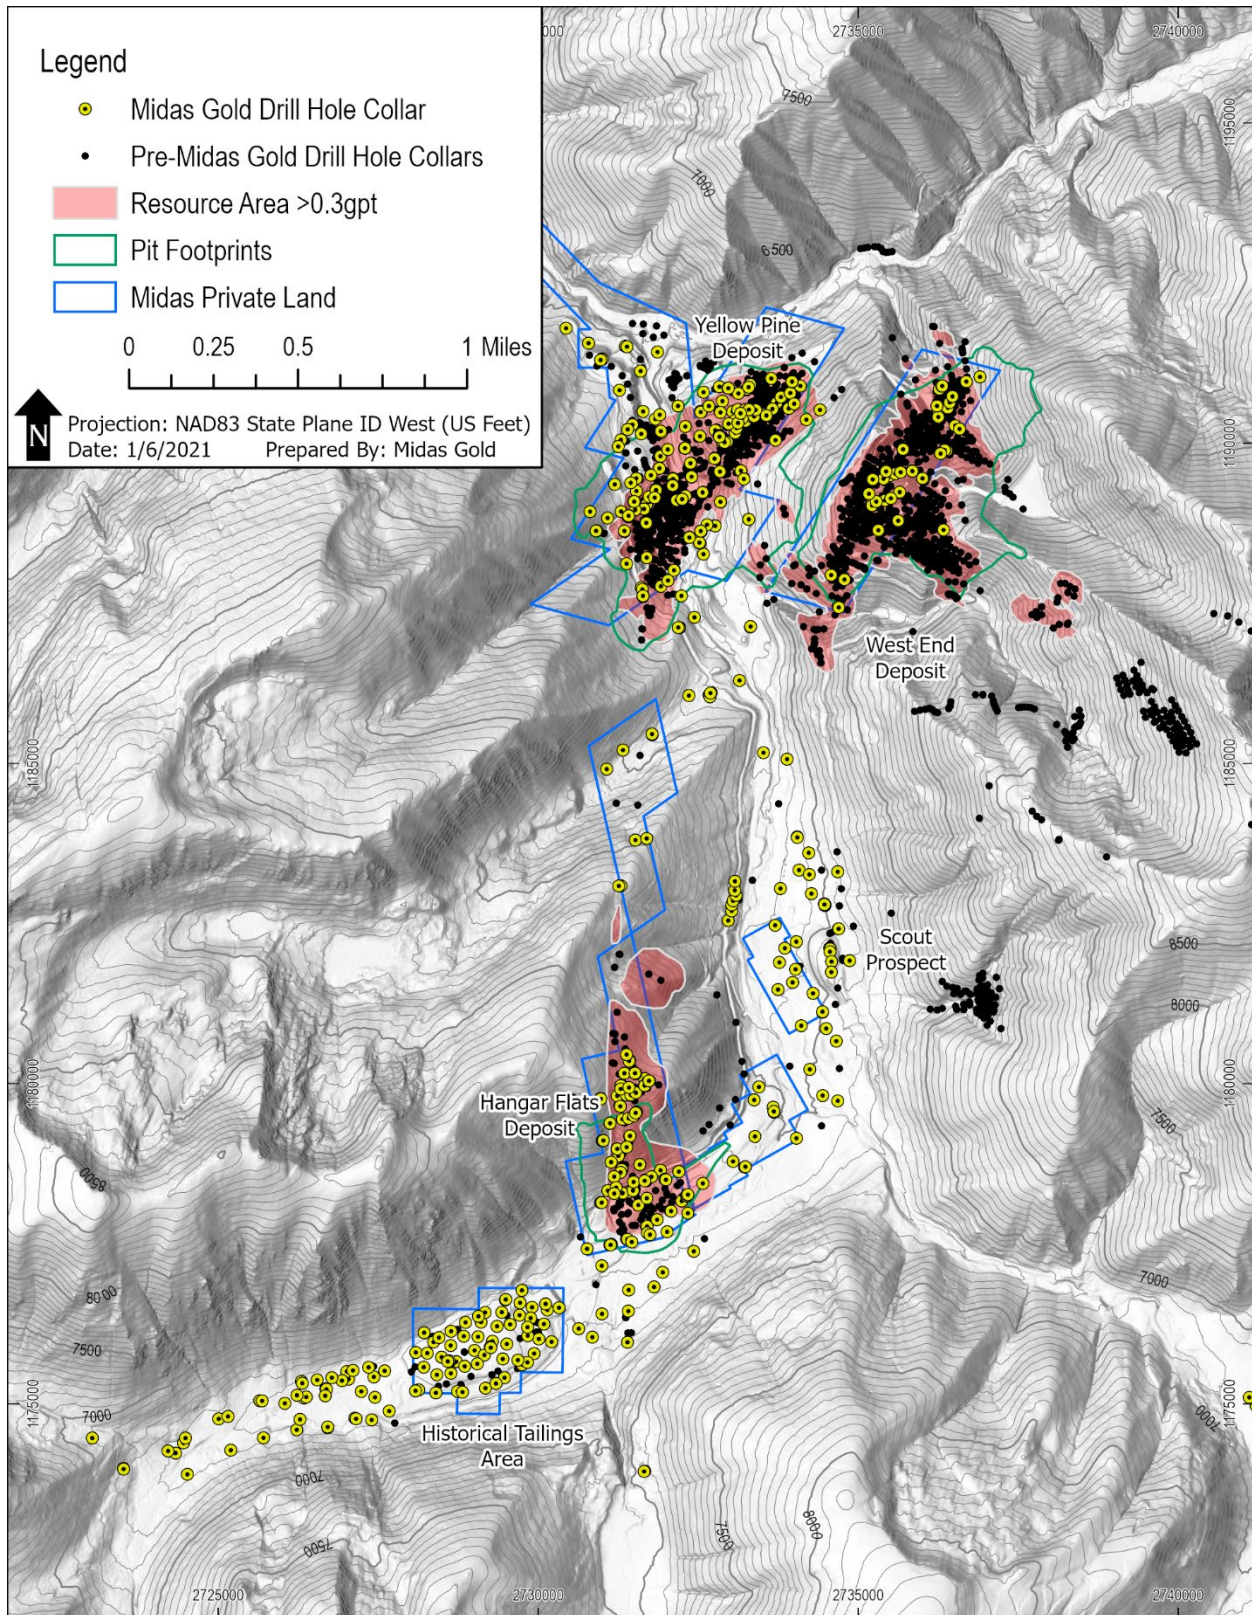 000
2735000
2740000
Legend
Midas Gold Drill Hole Collar
Pre-Midas Gold Drill Hole Collars
Resource Area >0.3gpt
Pit Footprints
Midas Private Land
0 0.25 0.5 1 Miles
N
Projection: NAD83 State Plane ID West (US Feet)
Date: 1/6/2021 Prepared By: Midas Gold
7500
7000
6500
1195000
Yellow Pine
Deposit
1190000
West End
Deposit
1185000
1185000
Scout
Prospect
8500
8000
1180000
1180000
Hangar Flats
Deposit
7500
8500
7000
8000
7500
7000
1175000
1175000
7000
Historical Tailings
Area
7000
7500
7500
8000
2725000
2730000
2735000
2740000